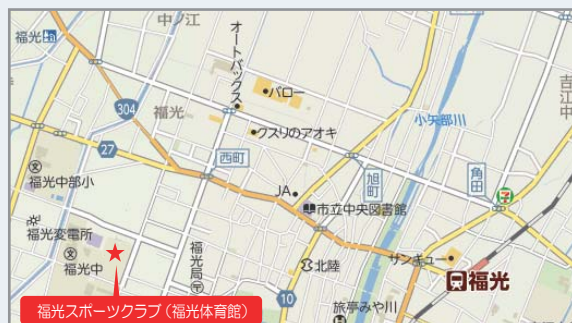 中ノ江
福光
オートバックス
バロー
吉江中
304
福光
クスリのアオキ
小矢部川
27
西町
旭町
角田
福光中部小
JA
市立中央図書館
福光変電所
福光中
福光局
北陸
サンキュー
福光
10
旅亭みや川
福光スポーツクラブ（福光体育館）